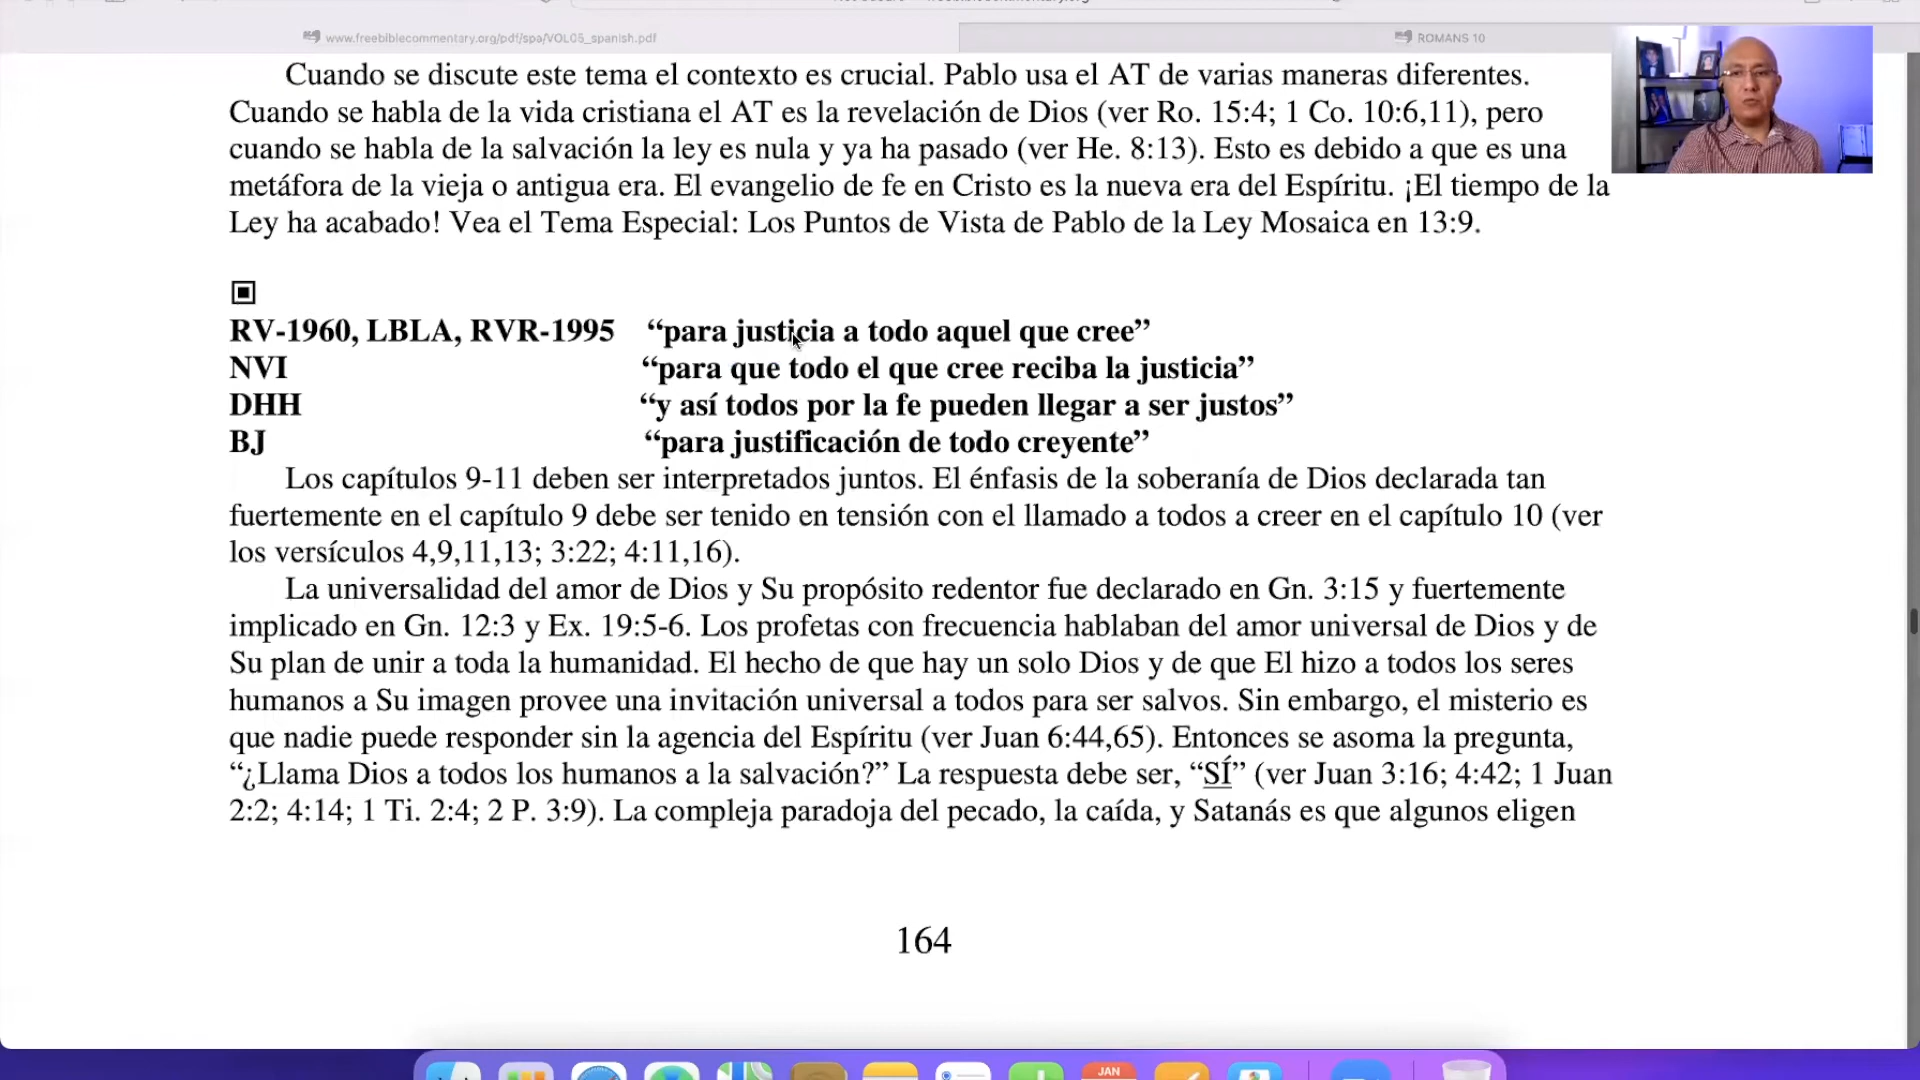 www.freebiblecommentary.org/pdf/spa/VOL05_spanish.pdf
ROMANS 10
Cuando se discute este tema el contexto es crucial. Pablo usa el AT de varias maneras diferentes.
Cuando se habla de la vida cristiana el AT es la revelación de Dios (ver Ro. 15:4; 1 Co. 10:6,11), pero
cuando se habla de la salvación la ley es nula y ya ha pasado (ver He. 8:13). Esto es debido a que es una
metáfora de la vieja o antigua era. El evangelio de fe en Cristo es la nueva era del Espíritu. ¡El tiempo de la
Ley ha acabado! Vea el Tema Especial: Los Puntos de Vista de Pablo de la Ley Mosaica en 13:9.
RV-1960, LBLA, RVR-1995 “para justicia a todo aquel que cree”
NVI “para que todo el que cree reciba la justicia”
DHH “y así todos por la fe pueden llegar a ser justos”
BJ “para justificación de todo creyente”
Los capítulos 9-11 deben ser interpretados juntos. El énfasis de la soberanía de Dios declarada tan
fuertemente en el capítulo 9 debe ser tenido en tensión con el llamado a todos a creer en el capítulo 10 (ver
los versículos 4,9,11,13; 3:22; 4:11,16).
La universalidad del amor de Dios y Su propósito redentor fue declarado en Gn. 3:15 y fuertemente
implicado en Gn. 12:3 y Ex. 19:5-6. Los profetas con frecuencia hablaban del amor universal de Dios y de
Su plan de unir a toda la humanidad. El hecho de que hay un solo Dios y de que El hizo a todos los seres
humanos a Su imagen provee una invitación universal a todos para ser salvos. Sin embargo, el misterio es
que nadie puede responder sin la agencia del Espíritu (ver Juan 6:44,65). Entonces se asoma la pregunta,
“¿Llama Dios a todos los humanos a la salvación?” La respuesta debe ser, “SÍ” (ver Juan 3:16; 4:42; 1 Juan
2:2; 4:14; 1 Ti. 2:4; 2 P. 3:9). La compleja paradoja del pecado, la caída, y Satanás es que algunos eligen
164
JAN